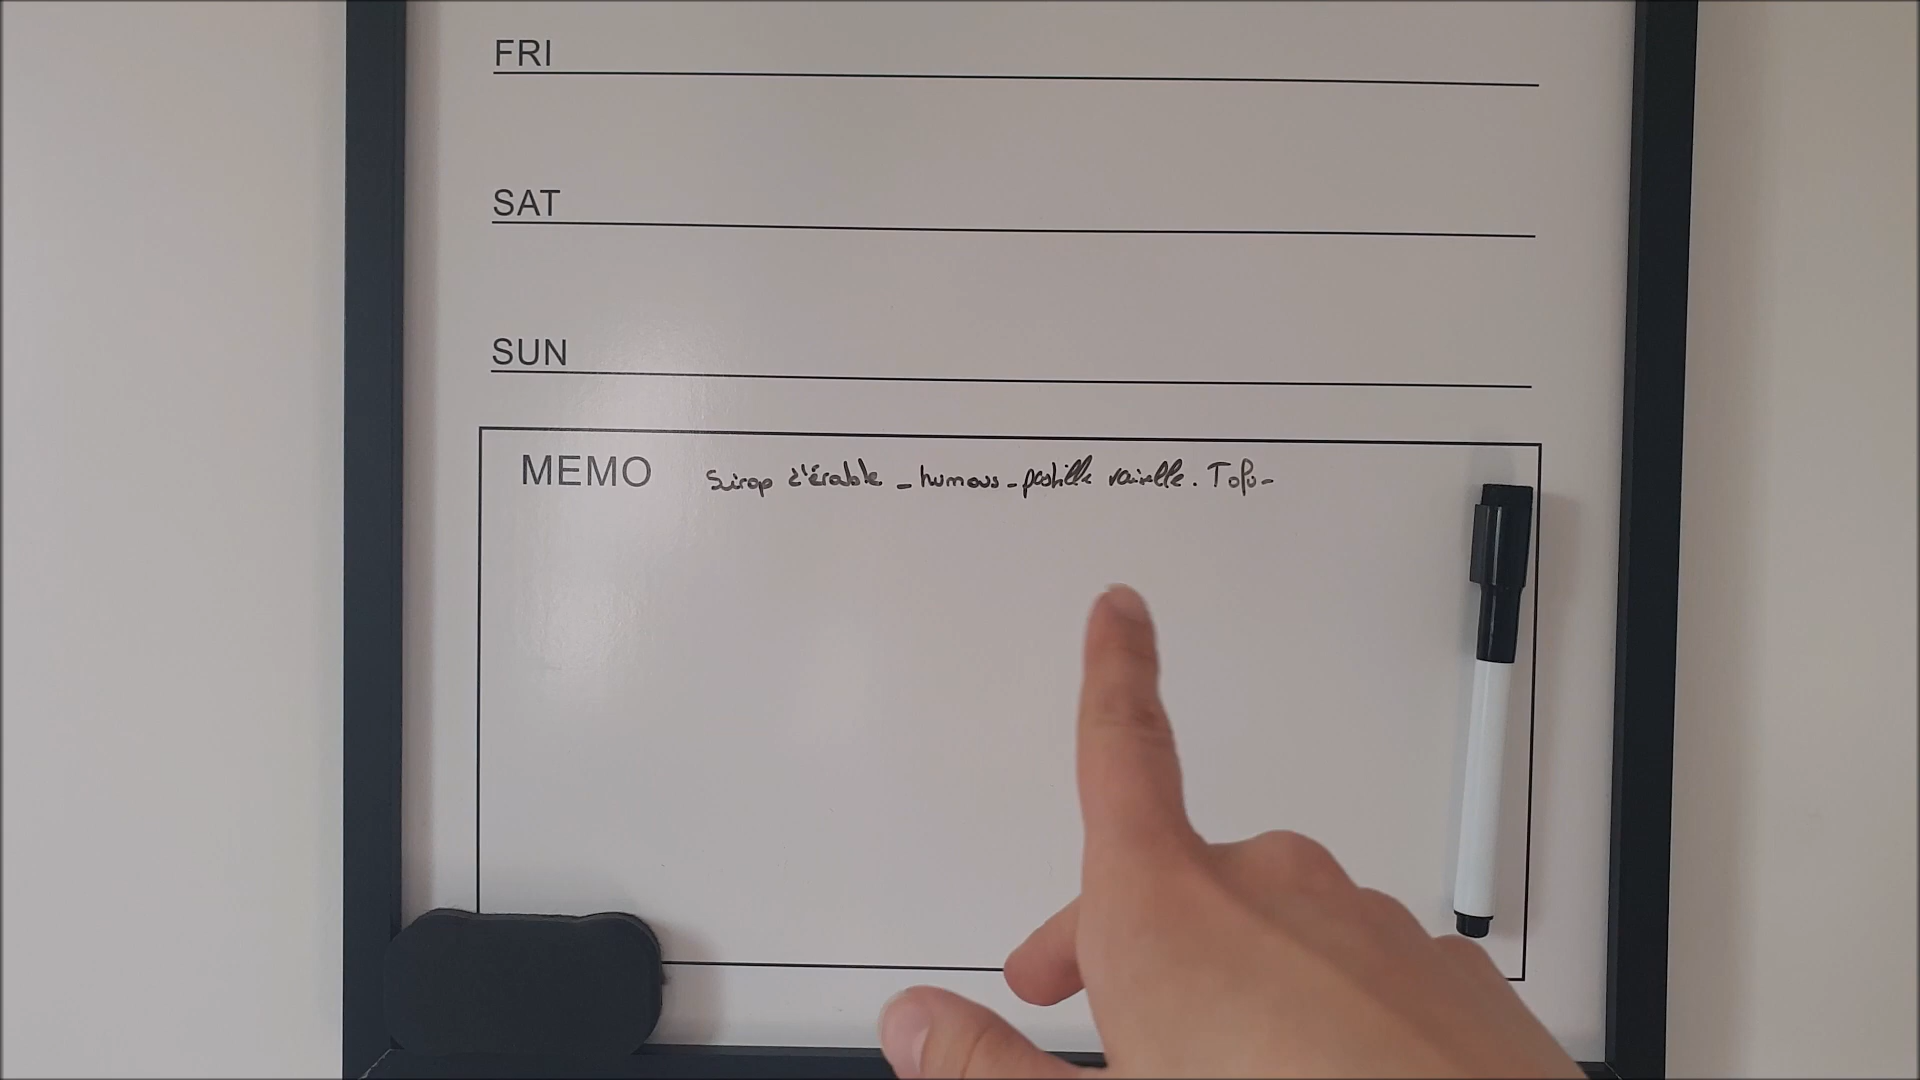 FRI
SAT
SUN
MEMO Sirop d'érable - humous - pastille vaisselle. Tofu -